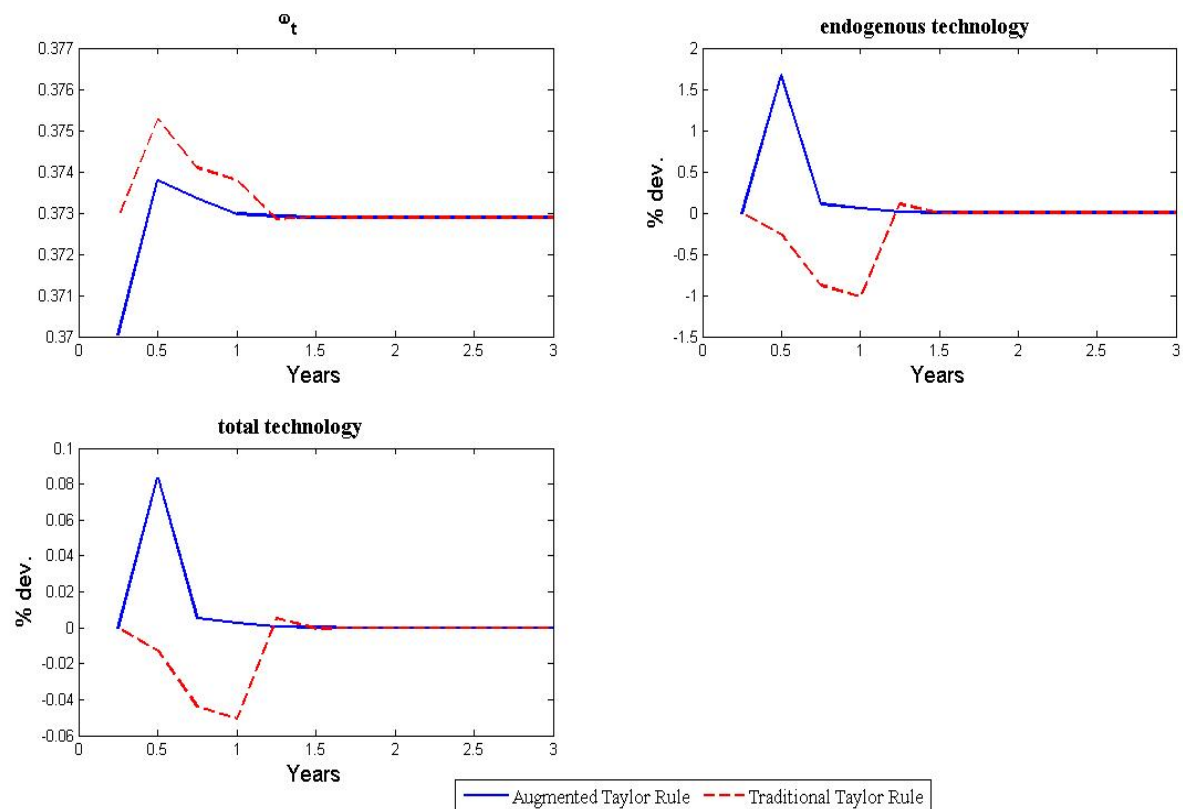 ω_t
0.377
0.376
0.375
0.374
0.373
0.372
0.371
0.37
0 0.5 1 1.5 2 2.5 3
Years
endogenous technology
2
1.5
1
0.5
0
-0.5
-1
-1.5
% dev.
0 0.5 1 1.5 2 2.5 3
Years
total technology
0.1
0.08
0.06
0.04
0.02
0
-0.02
-0.04
-0.06
% dev.
0 0.5 1 1.5 2 2.5 3
Years
Augmented Taylor Rule Traditional Taylor Rule